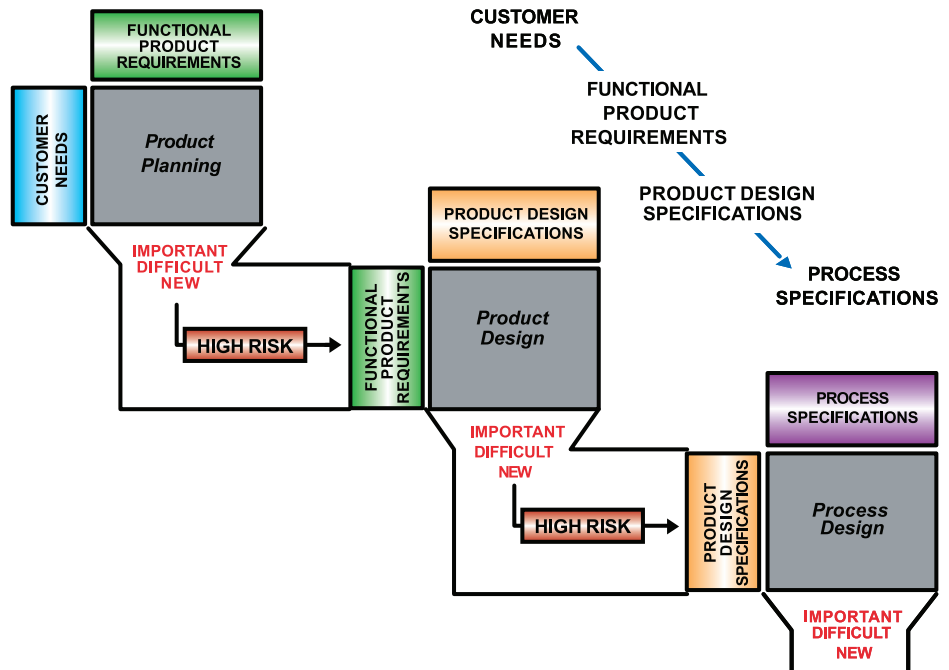 FUNCTIONAL
PRODUCT
REQUIREMENTS
CUSTOMER
NEEDS
Product
Planning
CUSTOMER
NEEDS
FUNCTIONAL
PRODUCT
REQUIREMENTS
PRODUCT DESIGN
SPECIFICATIONS
PROCESS
SPECIFICATIONS
IMPORTANT
DIFFICULT
NEW
HIGH RISK
PRODUCT DESIGN
SPECIFICATIONS
FUNCTIONAL
PRODUCT
REQUIREMENTS
Product
Design
IMPORTANT
DIFFICULT
NEW
HIGH RISK
PROCESS
SPECIFICATIONS
PRODUCT
DESIGN
SPECIFICATIONS
Process
Design
IMPORTANT
DIFFICULT
NEW